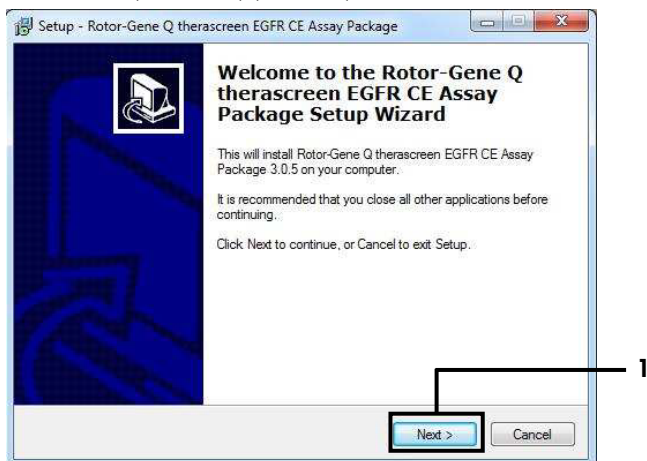 Setup - Rotor-Gene Q therascreen EGFR CE Assay Package
Welcome to the Rotor-Gene Q
therascreen EGFR CE Assay
Package Setup Wizard
This will install Rotor-Gene Q therascreen EGFR CE Assay
Package 3.0.5 on your computer.
It is recommended that you close all other applications before
continuing.
Click Next to continue, or Cancel to exit Setup.
1
Next >
Cancel